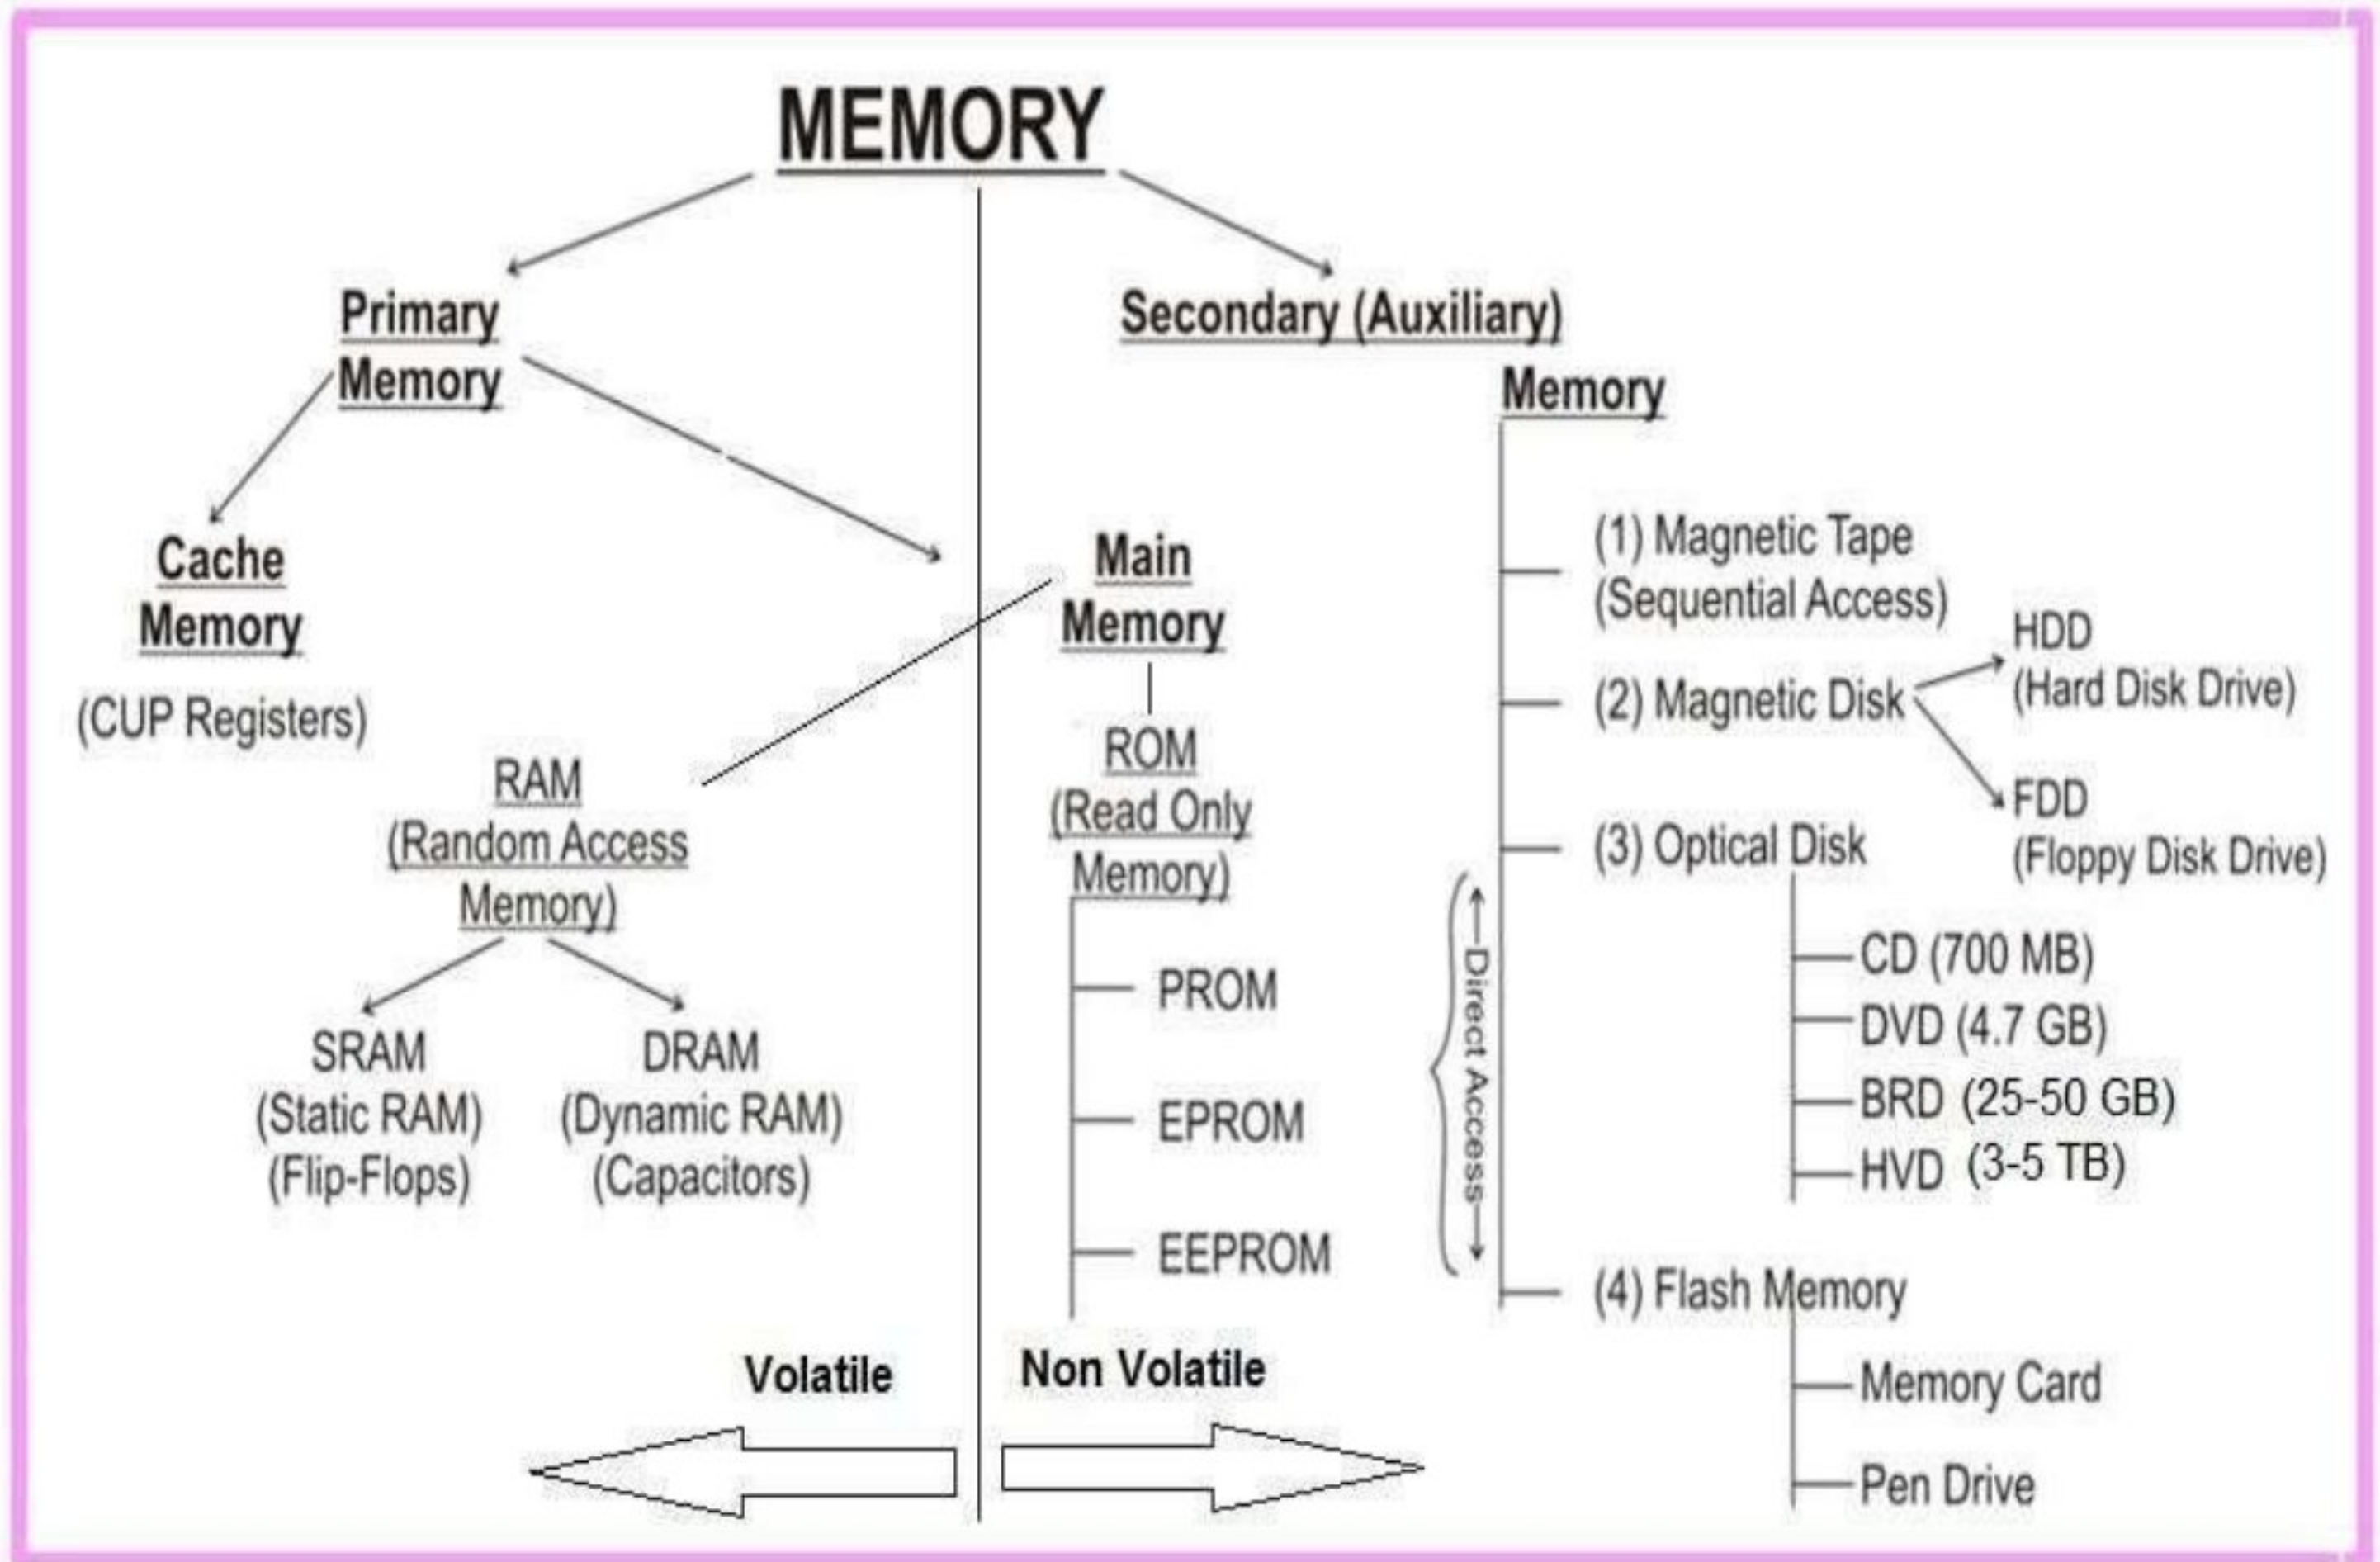 MEMORY
Primary
Memory
Secondary (Auxiliary)
Memory
Cache
Memory
(CUP Registers)
Main
Memory
RAM
(Random Access
Memory)
SRAM
(Static RAM)
(Flip-Flops)
DRAM
(Dynamic RAM)
(Capacitors)
ROM
(Read Only
Memory)
PROM
EPROM
EEPROM
(1) Magnetic Tape
(Sequential Access)
(2) Magnetic Disk
HDD
(Hard Disk Drive)
FDD
(Floppy Disk Drive)
(3) Optical Disk
Direct Access
CD (700 MB)
DVD (4.7 GB)
BRD (25-50 GB)
HVD (3-5 TB)
(4) Flash Memory
Memory Card
Pen Drive
Volatile
Non Volatile